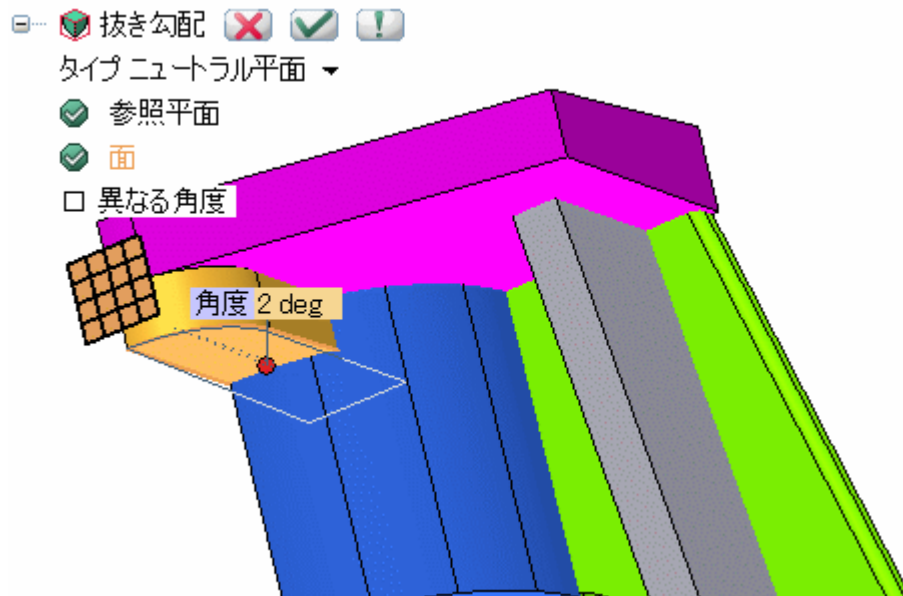 抜き勾配
タイプ ニュートラル平面
参照平面
面
異なる角度
角度 2 deg